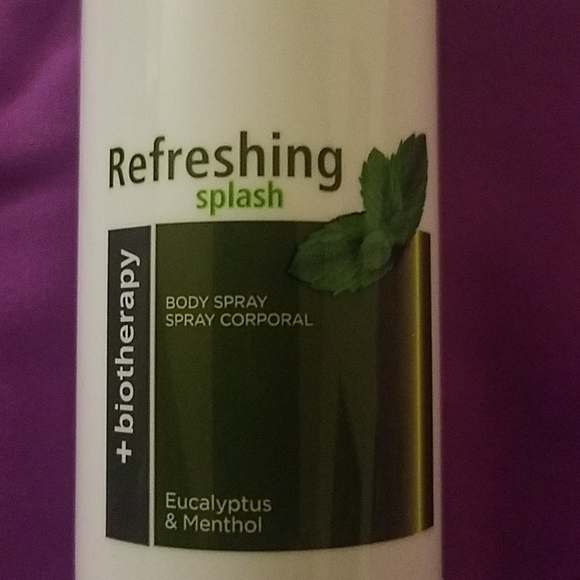 Refreshing
splash
+biotherapy
BODY SPRAY
SPRAY CORPORAL
Eucalyptus
& Menthol